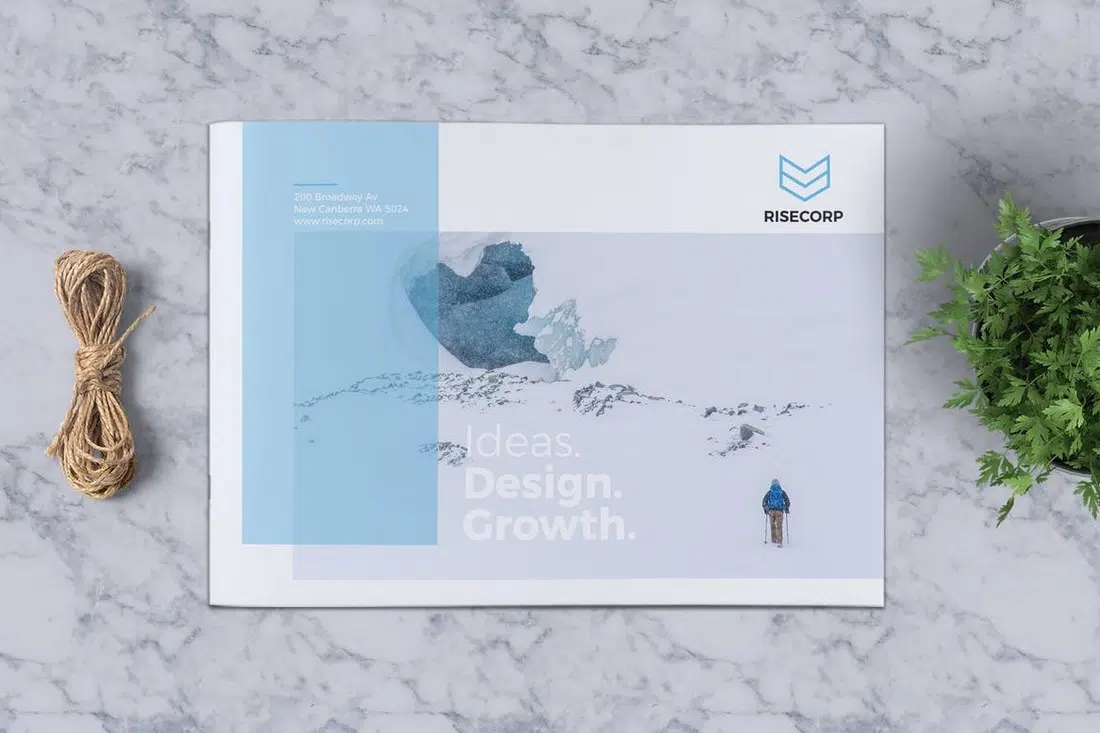 200 Broadway Av
New Canberra WA 5024
www.risecorp.com
RISECORP
Ideas.
Design.
Growth.